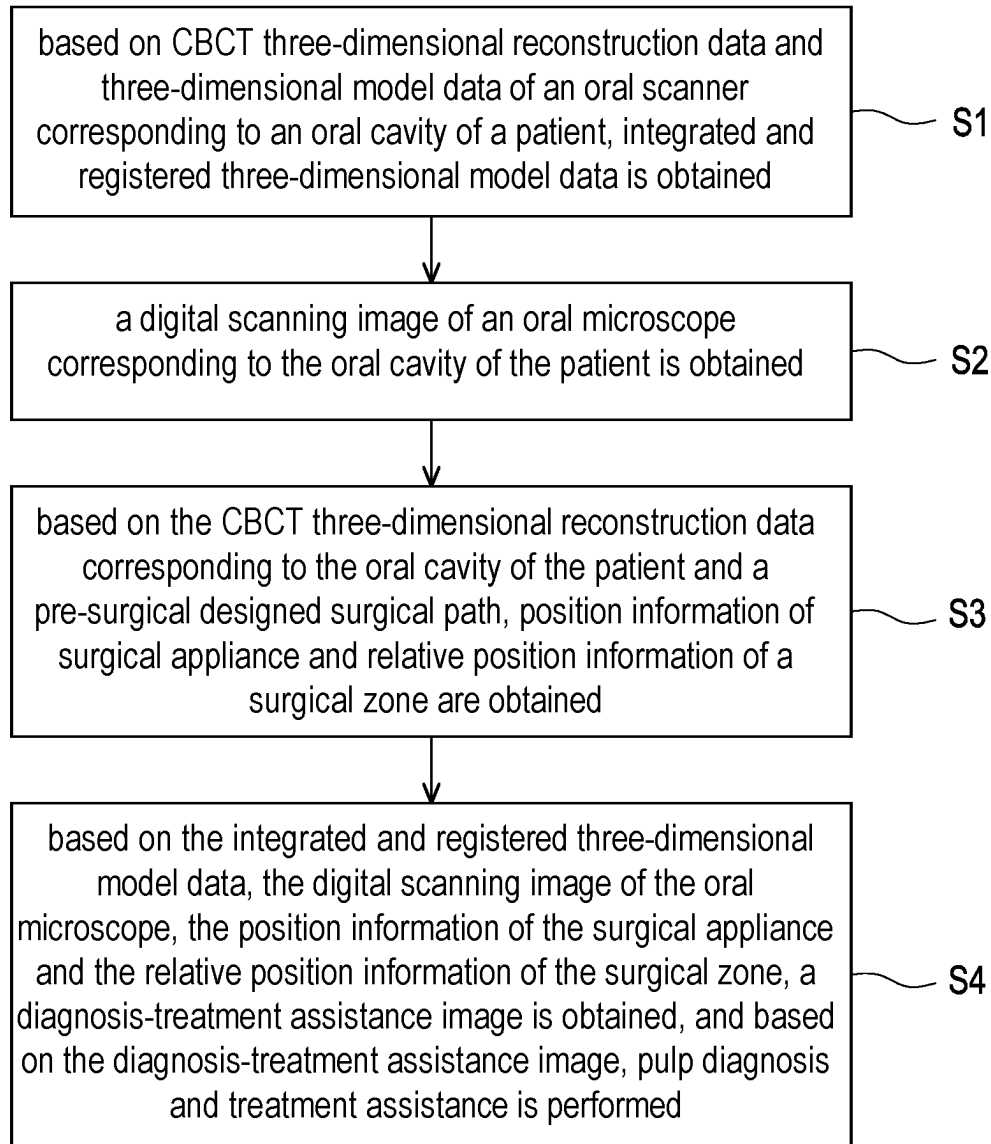 based on CBCT three-dimensional reconstruction data and
three-dimensional model data of an oral scanner
corresponding to an oral cavity of a patient, integrated and
registered three-dimensional model data is obtained
S1
a digital scanning image of an oral microscope
corresponding to the oral cavity of the patient is obtained
S2
based on the CBCT three-dimensional reconstruction data
corresponding to the oral cavity of the patient and a
pre-surgical designed surgical path, position information of
surgical appliance and relative position information of a
surgical zone are obtained
S3
based on the integrated and registered three-dimensional
model data, the digital scanning image of the oral
microscope, the position information of the surgical appliance
and the relative position information of the surgical zone, a
diagnosis-treatment assistance image is obtained, and based
on the diagnosis-treatment assistance image, pulp diagnosis
and treatment assistance is performed
S4